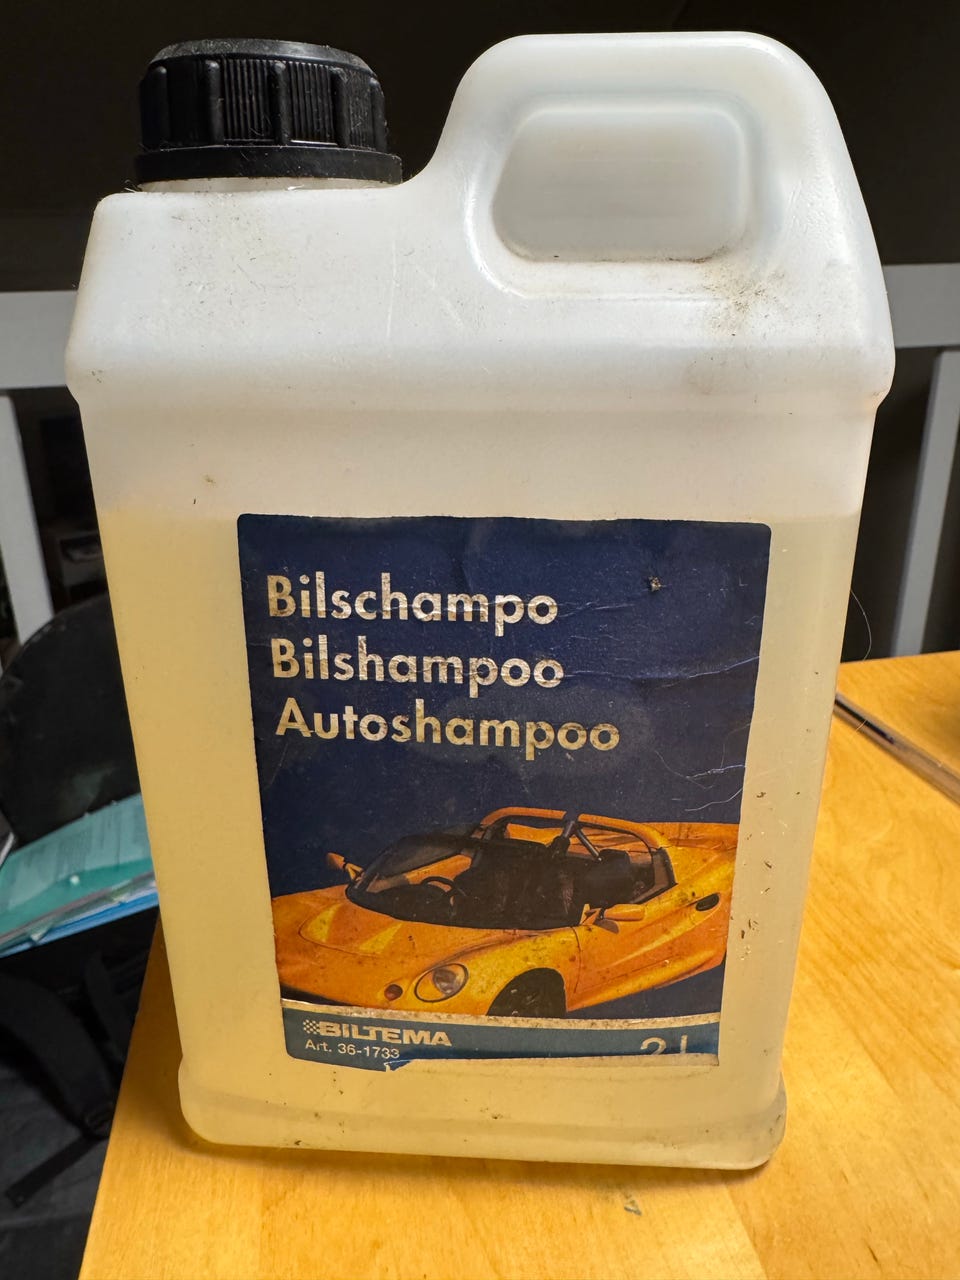 Bilschampo
Bilshampoo
Autoshampoo
BILTEMA
Art. 36-1733
2 L